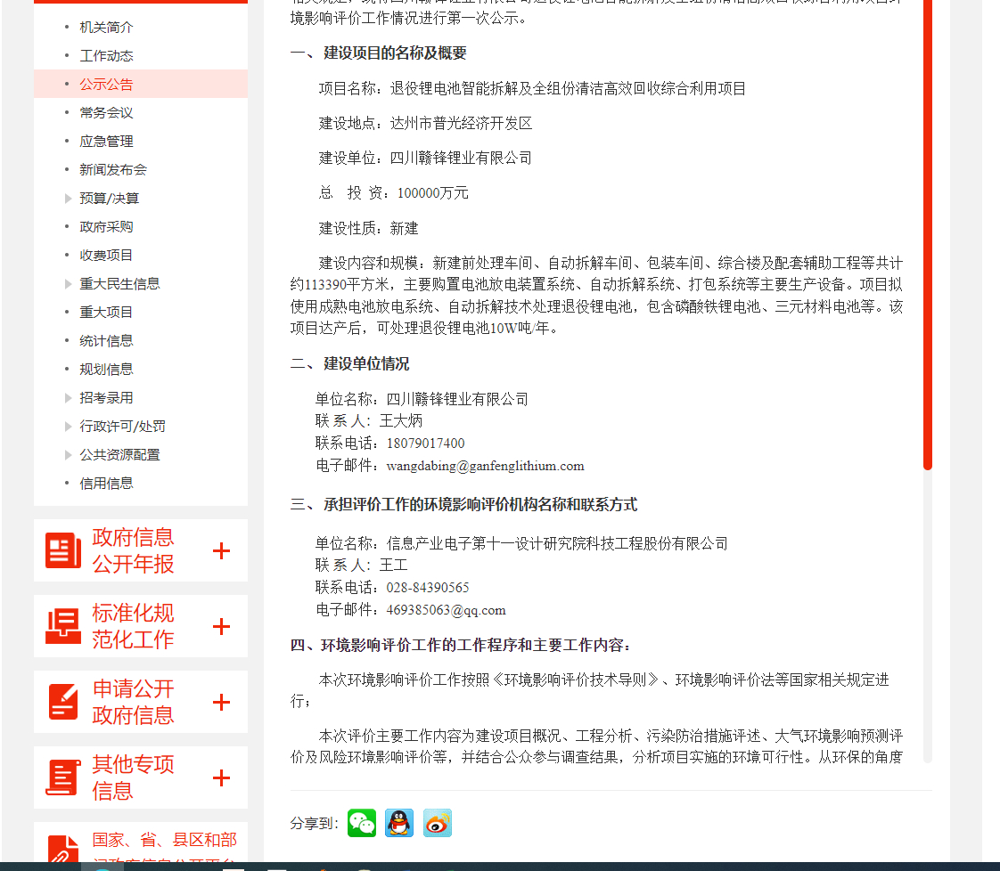 机关简介
工作动态
公示公告
常务会议
应急管理
新闻发布会
预算/决算
政府采购
收费项目
重大民生信息
重大项目
统计信息
规划信息
招考录用
行政许可/处罚
公共资源配置
信用信息
政府信息
公开年报
标准化规
范化工作
申请公开
政府信息
其他专项
信息
国家、省、县区和部
境影响评价工作情况进行第一次公示。
一、 建设项目的名称及概要
项目名称：退役锂电池智能拆解及全组份清洁高效回收综合利用项目
建设地点：达州市普光经济开发区
建设单位：四川赣锋锂业有限公司
总 投 资：100000万元
建设性质：新建
建设内容和规模：新建前处理车间、自动拆解车间、包装车间、综合楼及配套辅助工程等共计
约113390平方米，主要购置电池放电装置系统、自动拆解系统、打包系统等主要生产设备。项目拟
使用成熟电池放电系统、自动拆解技术处理退役锂电池，包含磷酸铁锂电池、三元材料电池等。该
项目达产后，可处理退役锂电池10W吨/年。
二、 建设单位情况
单位名称：四川赣锋锂业有限公司
联 系 人：王大炳
联系电话：18079017400
电子邮件：wangdabing@ganfenglithium.com
三、 承担评价工作的环境影响评价机构名称和联系方式
单位名称：信息产业电子第十一设计研究院科技工程股份有限公司
联 系 人：王工
联系电话：028-84390565
电子邮件：469385063@qq.com
四、环境影响评价工作的工作程序和主要工作内容：
本次环境影响评价工作按照《环境影响评价技术导则》、环境影响评价法等国家相关规定进
行；
本次评价主要工作内容为建设项目概况、工程分析、污染防治措施评述、大气环境影响预测评
价及风险环境影响评价等，并结合公众参与调查结果，分析项目实施的环境可行性。从环保的角度
分享到：